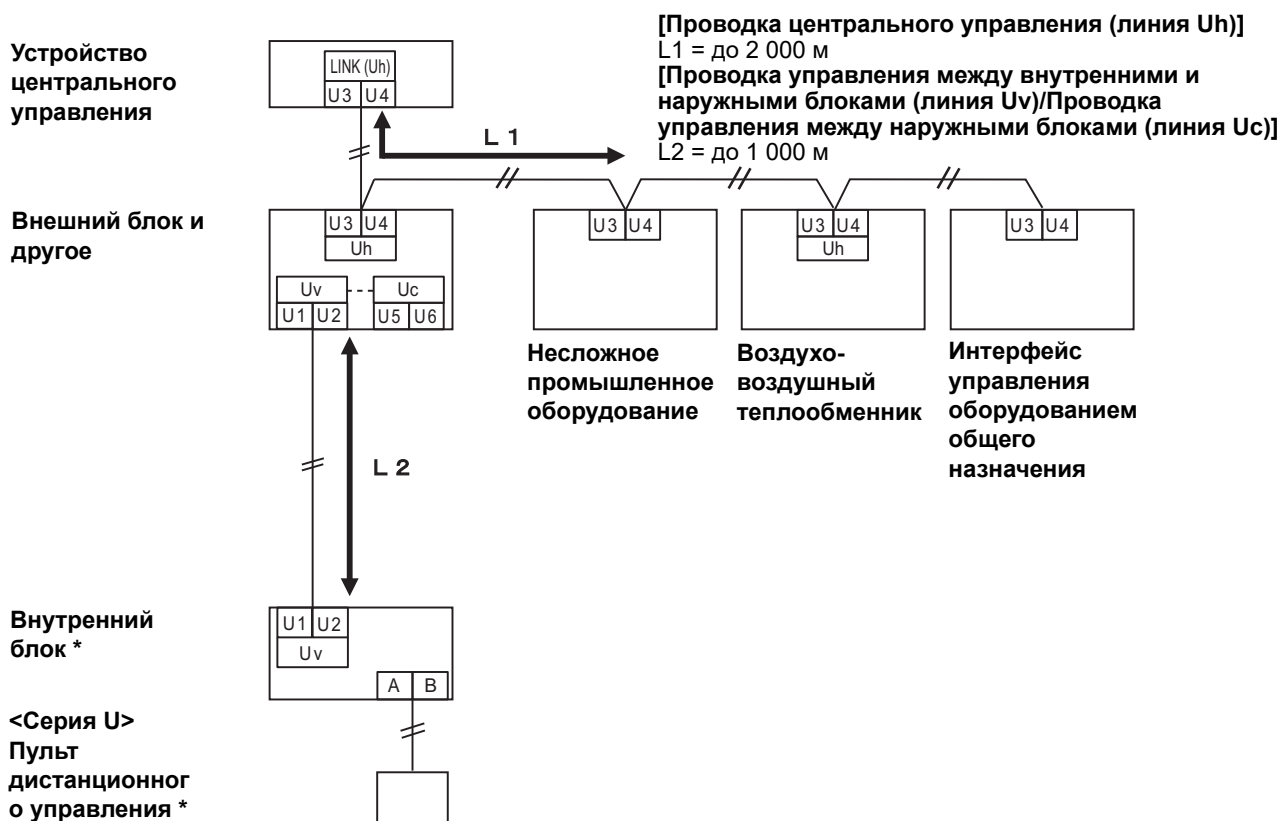 [Проводка центрального управления (линия Uh)]
L1 = до 2 000 м
[Проводка управления между внутренними и
наружными блоками (линия Uv)/Проводка
управления между наружными блоками (линия Uc)]
L2 = до 1 000 м
Устройство
центрального
управления
LINK (Uh)
U3 U4
L 1
Внешний блок и
другое
U3 U4
Uh
Uv Uc
U1 U2 U5 U6
U3 U4
U3 U4
Uh
U3 U4
Несложное
промышленное
оборудование
Воздухо-
воздушный
теплообменник
Интерфейс
управления
оборудованием
общего
назначения
L 2
Внутренний
блок *
U1 U2
Uv
A B
<Серия U>
Пульт
дистанционног
о управления *